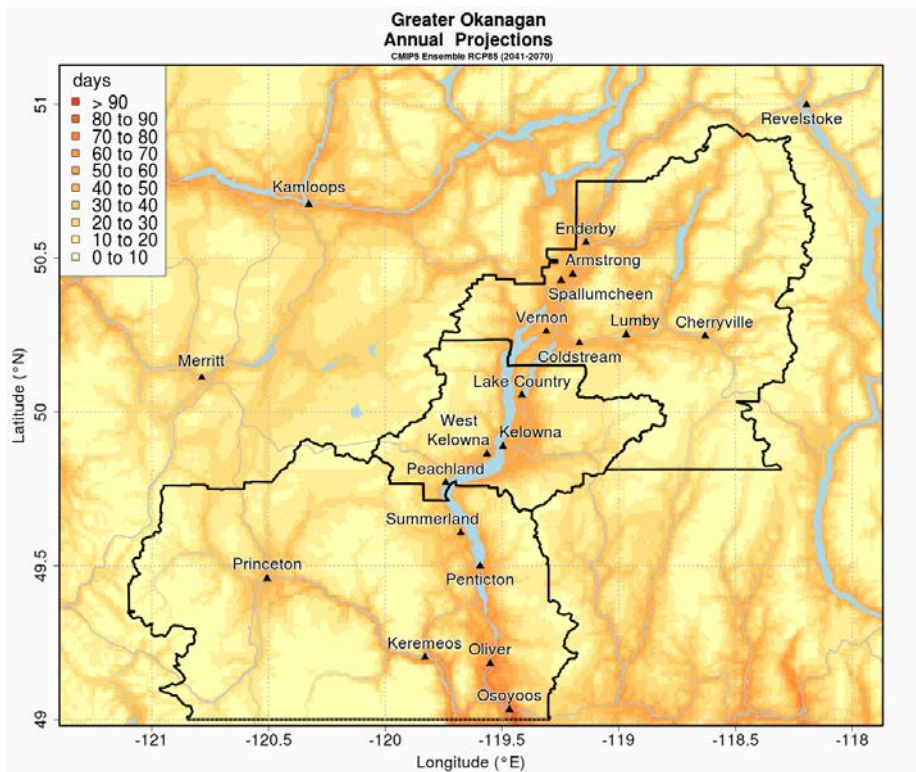 Greater Okanagan
Annual Projections
CMIP5 Ensemble RCP85 (2041-2070)
days
> 90
80 to 90
70 to 80
60 to 70
50 to 60
40 to 50
30 to 40
20 to 30
10 to 20
0 to 10
51
50.5
50
49.5
49
Latitude (°N)
Revelstoke
Kamloops
Enderby
Armstrong
Spallumcheen
Vernon
Lumby
Cherryville
Coldstream
Merritt
Lake Country
West
Kelowna
Kelowna
Peachland
Summerland
Princeton
Penticton
Keremeos
Oliver
Osoyoos
-121
-120.5
-120
-119.5
-119
-118.5
-118
Longitude (°E)